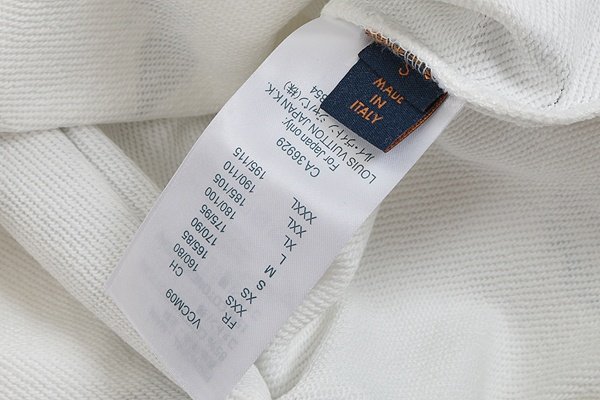 S
MADE
IN
ITALY
VCCM09
FR CH
XXS 160/80
XS 165/85
S 170/90
M 175/95
L 180/100
XL 185/105
XXL 190/110
XXXL 195/115
CA 36929
For Japan only:
LOUIS VUITTON JAPAN K.K.
ルイ・ヴィトン ジャパン(株)